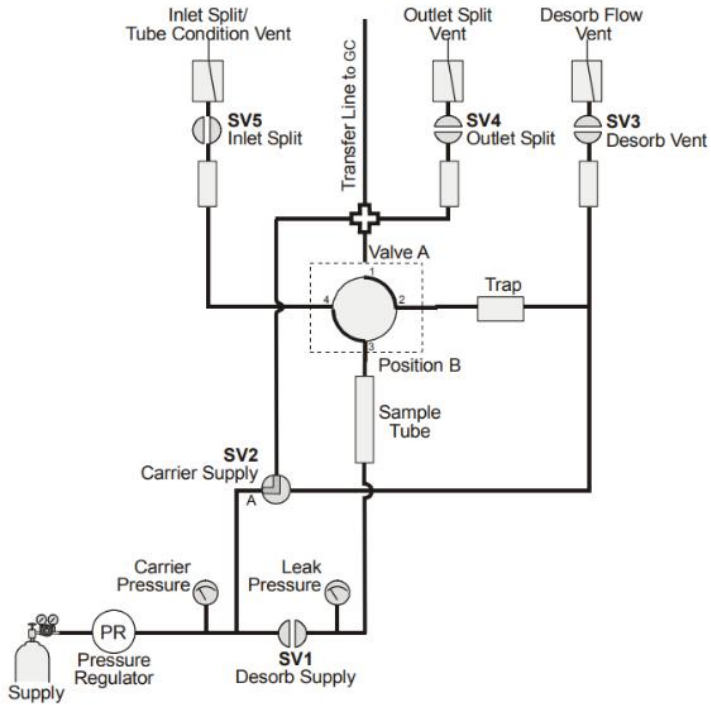 Inlet Split/
Tube Condition Vent
Outlet Split
Vent
Desorb Flow
Vent
SV5
Inlet Split
Transfer Line to GC
SV4
Outlet Split
SV3
Desorb Vent
Valve A
1
4
2
3
Trap
Position B
Sample
Tube
SV2
Carrier Supply
A
Carrier
Pressure
Leak
Pressure
PR
Pressure
Regulator
SV1
Desorb Supply
Supply